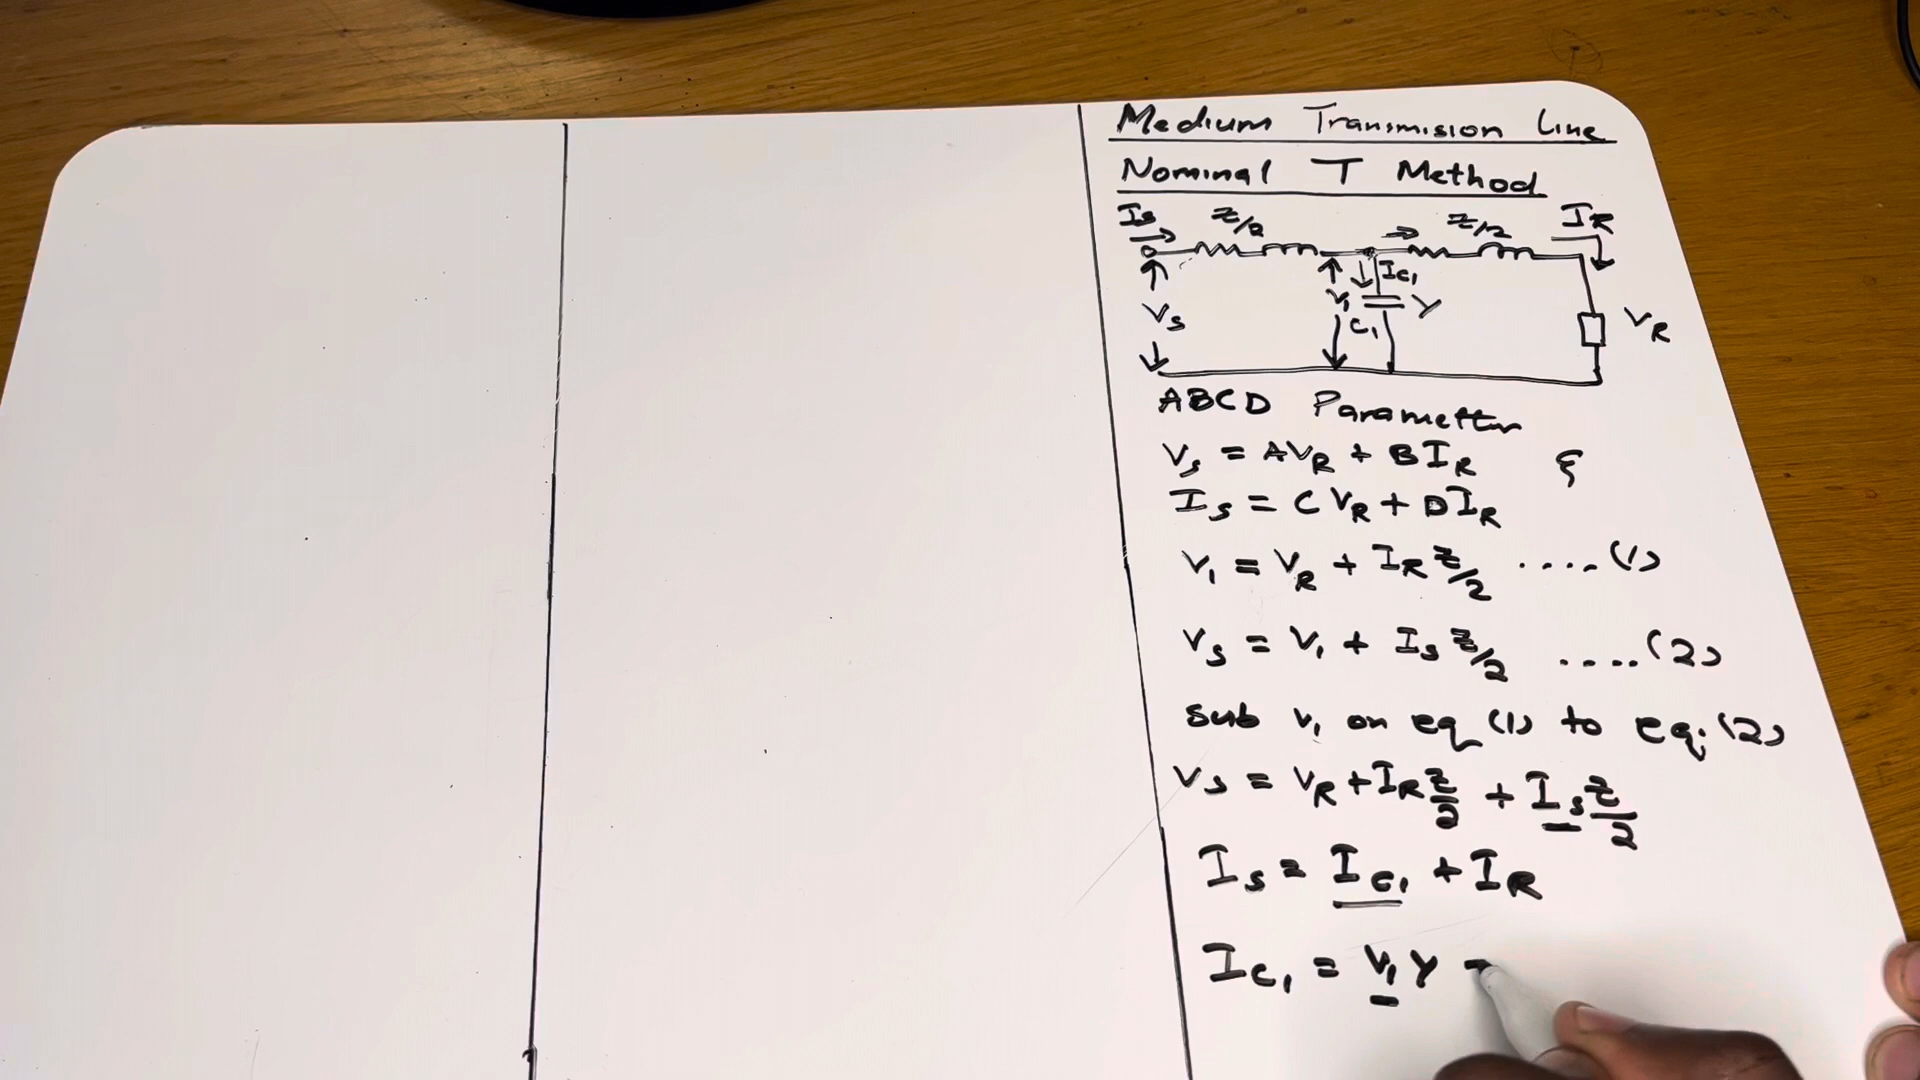 Medium Transmision Line
Nominal T Method
Is Z/2 Z/2 IR
Ic1
V1 Y
Vs C1 VR
ABCD Parametter
Vs = AVR + BIR &
Is = CVR + DIR
V1 = VR + IR Z/2 ....(1)
Vs = V1 + Is Z/2 ....(2)
Sub V1 on eq (1) to eq. (2)
Vs = VR + IR Z/2 + Is Z/2
Is = Ic1 + IR
Ic1 = V1 Y =